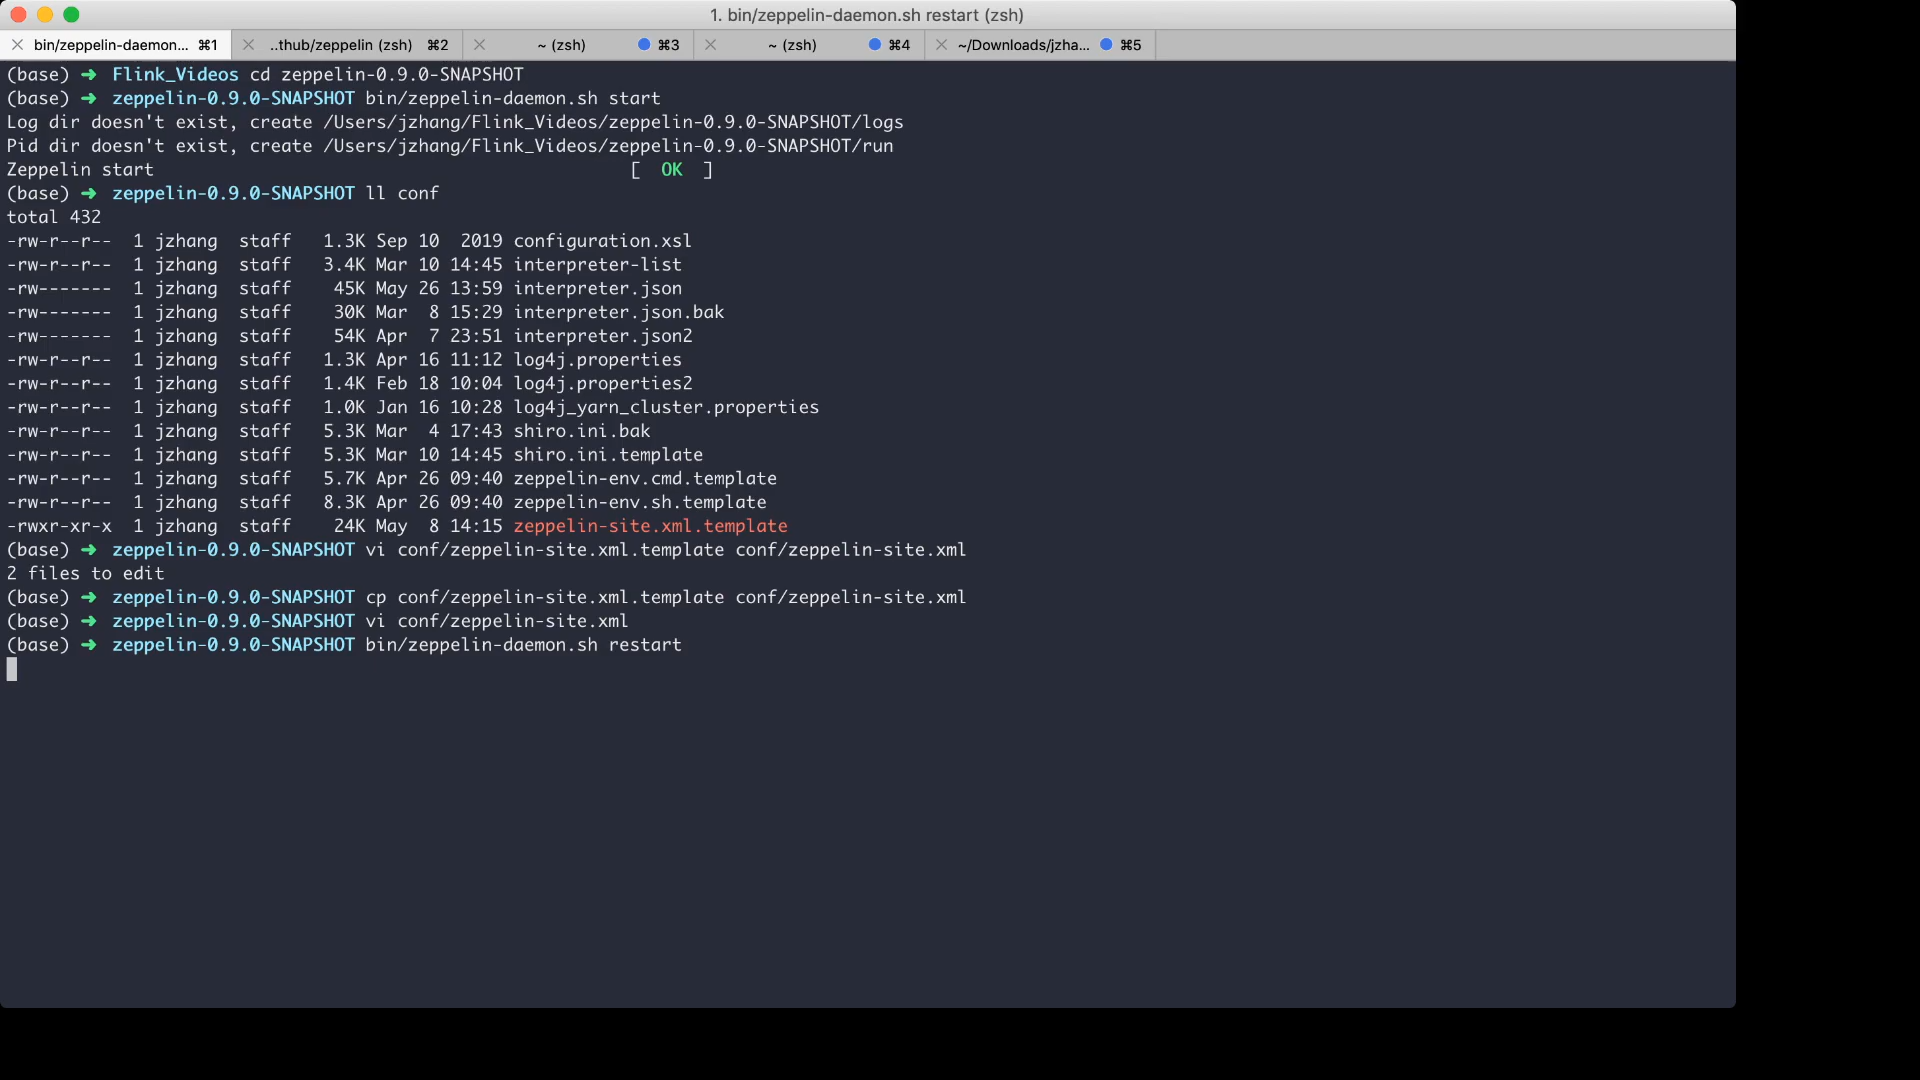 1. bin/zeppelin-daemon.sh restart (zsh)
bin/zeppelin-daemon... ⌘1 ..thub/zeppelin (zsh) ⌘2 ~ (zsh) ⌘3 ~ (zsh) ⌘4 ~/Downloads/jzha... ⌘5
(base) ➜ Flink_Videos cd zeppelin-0.9.0-SNAPSHOT
(base) ➜ zeppelin-0.9.0-SNAPSHOT bin/zeppelin-daemon.sh start
Log dir doesn't exist, create /Users/jzhang/Flink_Videos/zeppelin-0.9.0-SNAPSHOT/logs
Pid dir doesn't exist, create /Users/jzhang/Flink_Videos/zeppelin-0.9.0-SNAPSHOT/run
Zeppelin start [ OK ]
(base) ➜ zeppelin-0.9.0-SNAPSHOT ll conf
total 432
-rw-r--r-- 1 jzhang staff 1.3K Sep 10 2019 configuration.xsl
-rw-r--r-- 1 jzhang staff 3.4K Mar 10 14:45 interpreter-list
-rw------- 1 jzhang staff 45K May 26 13:59 interpreter.json
-rw------- 1 jzhang staff 30K Mar 8 15:29 interpreter.json.bak
-rw------- 1 jzhang staff 54K Apr 7 23:51 interpreter.json2
-rw-r--r-- 1 jzhang staff 1.3K Apr 16 11:12 log4j.properties
-rw-r--r-- 1 jzhang staff 1.4K Feb 18 10:04 log4j.properties2
-rw-r--r-- 1 jzhang staff 1.0K Jan 16 10:28 log4j_yarn_cluster.properties
-rw-r--r-- 1 jzhang staff 5.3K Mar 4 17:43 shiro.ini.bak
-rw-r--r-- 1 jzhang staff 5.3K Mar 10 14:45 shiro.ini.template
-rw-r--r-- 1 jzhang staff 5.7K Apr 26 09:40 zeppelin-env.cmd.template
-rw-r--r-- 1 jzhang staff 8.3K Apr 26 09:40 zeppelin-env.sh.template
-rwxr-xr-x 1 jzhang staff 24K May 8 14:15 zeppelin-site.xml.template
(base) ➜ zeppelin-0.9.0-SNAPSHOT vi conf/zeppelin-site.xml.template conf/zeppelin-site.xml
2 files to edit
(base) ➜ zeppelin-0.9.0-SNAPSHOT cp conf/zeppelin-site.xml.template conf/zeppelin-site.xml
(base) ➜ zeppelin-0.9.0-SNAPSHOT vi conf/zeppelin-site.xml
(base) ➜ zeppelin-0.9.0-SNAPSHOT bin/zeppelin-daemon.sh restart